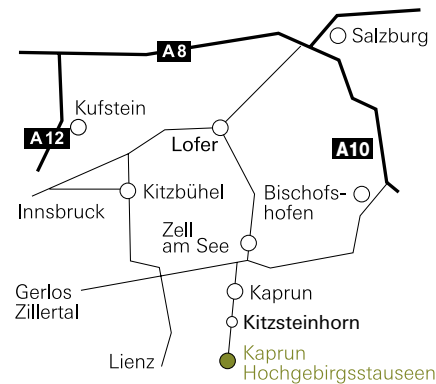 Salzburg
A8
Kufstein
A12
Lofer
A10
Kitzbühel
Bischofs-
hofen
Innsbruck
Zell
am See
Gerlos
Zillertal
Kaprun
Kitzsteinhorn
Lienz
Kaprun
Hochgebirgsstauseen